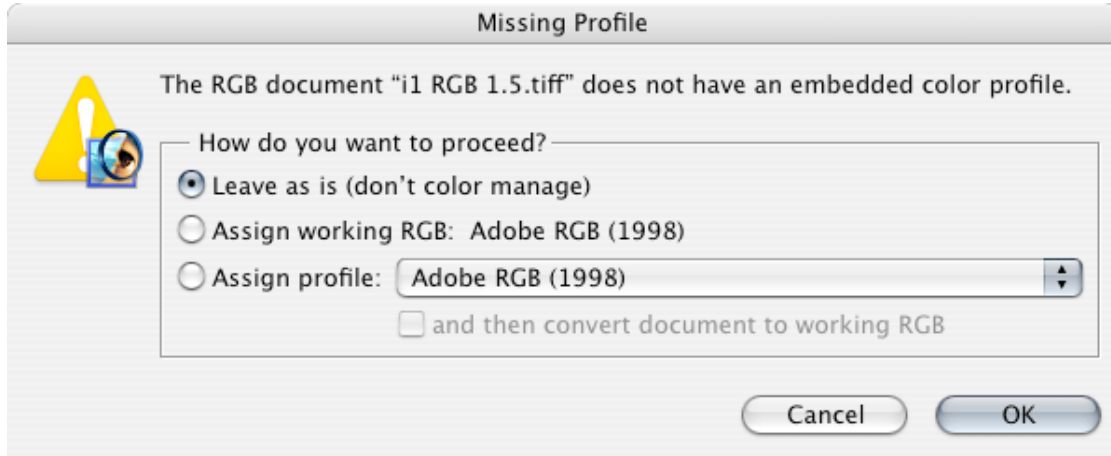 Missing Profile
The RGB document “i1 RGB 1.5.tiff” does not have an embedded color profile.
How do you want to proceed?
Leave as is (don’t color manage)
Assign working RGB: Adobe RGB (1998)
Assign profile: Adobe RGB (1998)
and then convert document to working RGB
Cancel OK